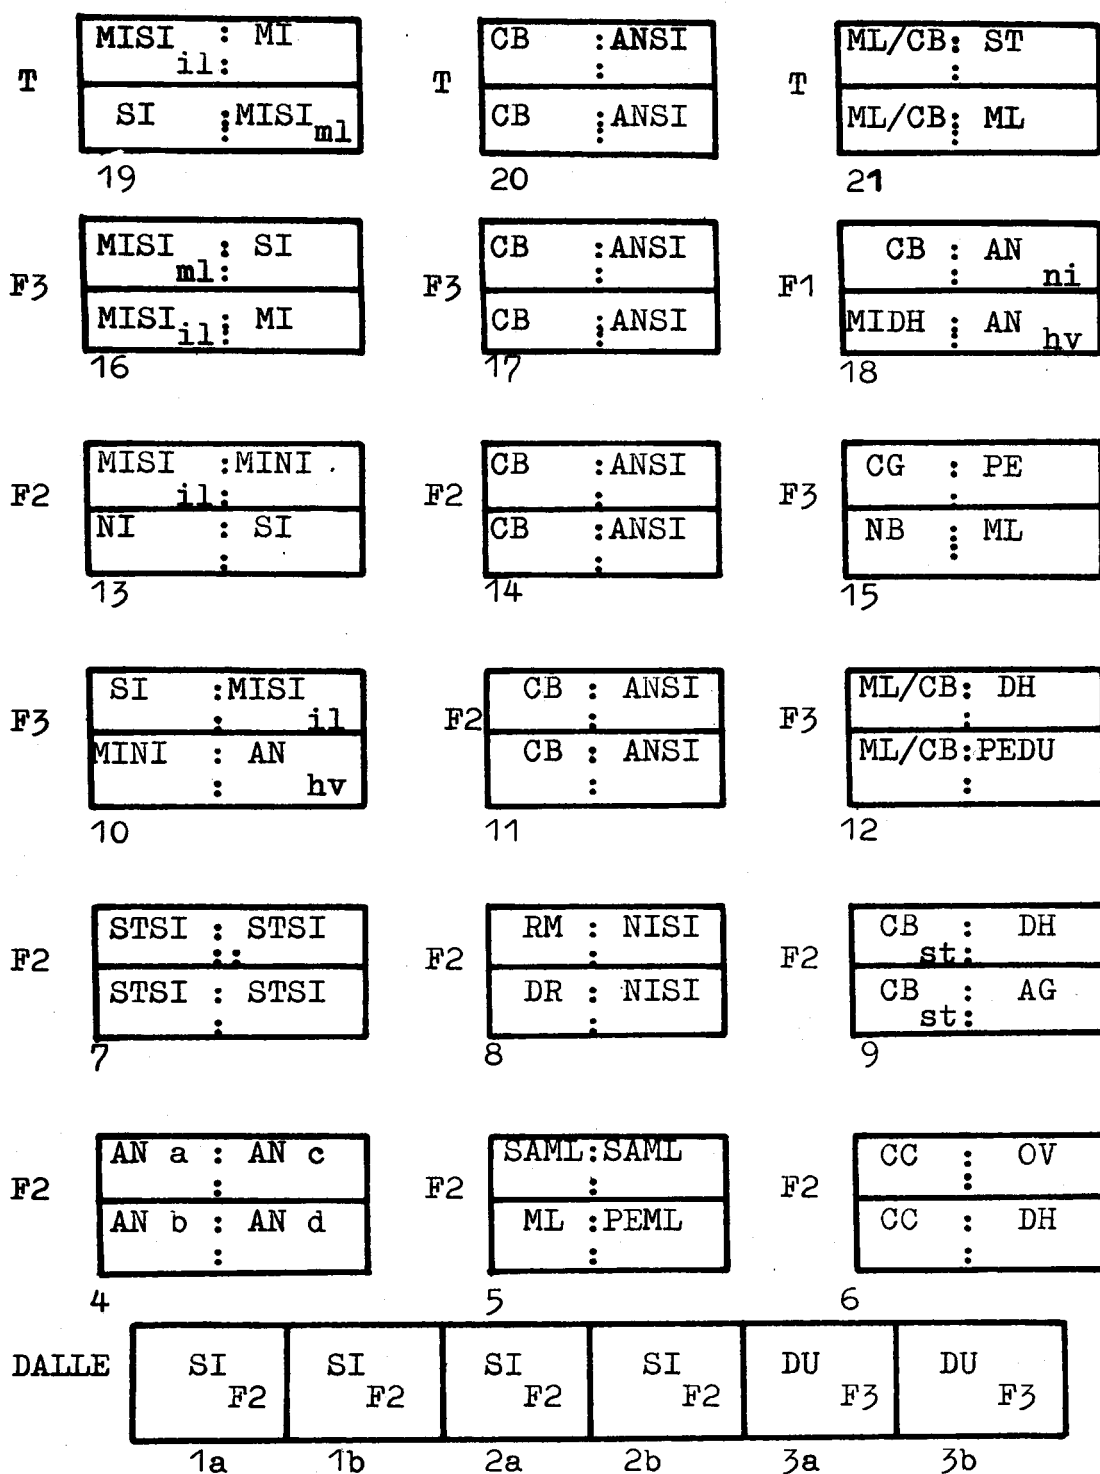 MISI : MI CB : ANSI ML/CB : ST
il :
T T T
SI : MISI ml CB : ANSI ML/CB : ML
19 20 21
MISI : SI CB : ANSI CB : AN
ml : ni
F3 F3 F1
MISI il : MI CB : ANSI MIDH : AN
hv
16 17 18
MISI : MINI CB : ANSI CG : PE
F2 il : F2 F3
NI : SI CB : ANSI NB : ML
13 14 15
SI : MISI CB : ANSI ML/CB : DH
F3 il F2 F3
MINI : AN CB : ANSI ML/CB : PEDU
hv
10 11 12
STSI : STSI RM : NISI CB : DH
F2 F2 F2 st :
STSI : STSI DR : NISI CB : AG
st :
7 8 9
AN a : AN c SAML : SAML CC : OV
F2 F2 F2
AN b : AN d ML : PEML CC : DH
4 5 6
DALLE SI SI SI SI DU DU
F2 F2 F2 F2 F3 F3
1a 1b 2a 2b 3a 3b